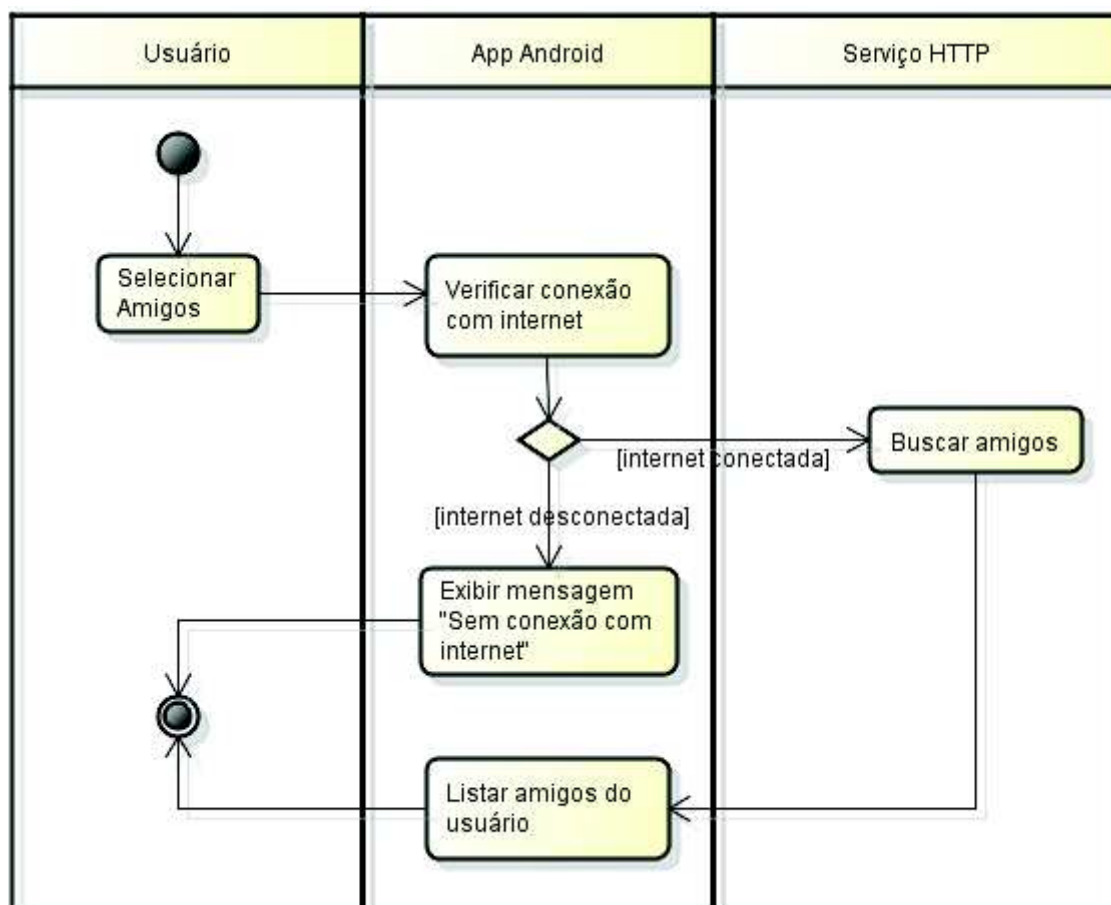 Usuário
App Android
Serviço HTTP
Selecionar
Amigos
Verificar conexão
com internet
Buscar amigos
[internet conectada]
[internet desconectada]
Exibir mensagem
"Sem conexão com
internet"
Listar amigos do
usuário